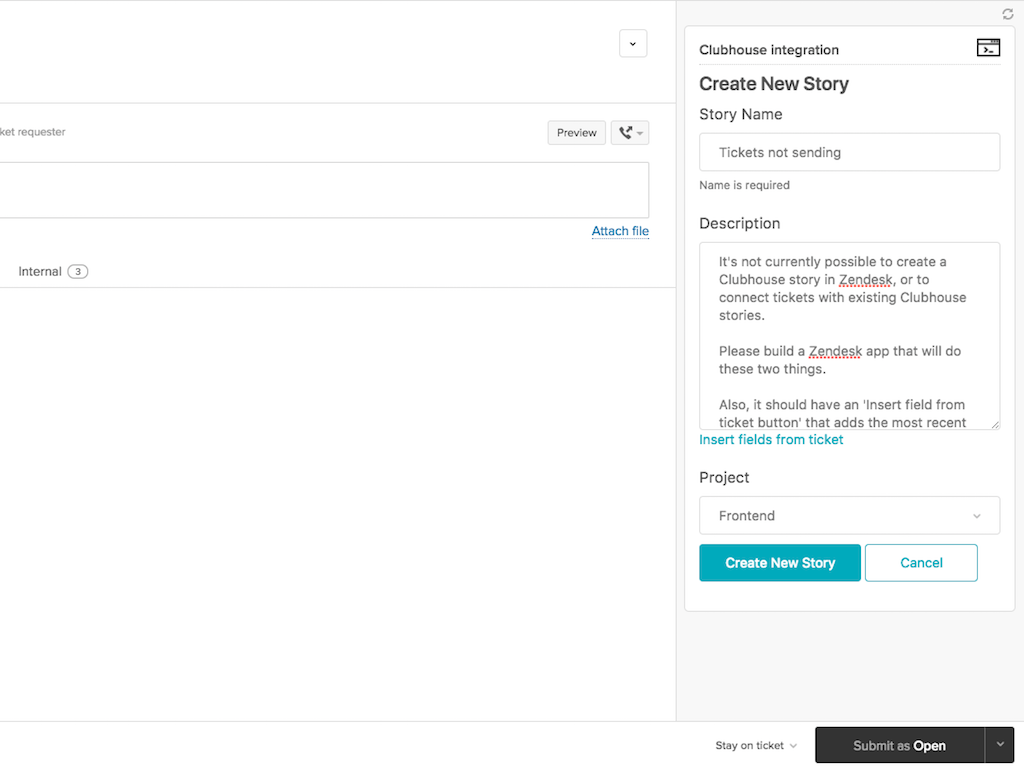 ket requester
Preview
Attach file
Internal 3
Clubhouse integration
Create New Story
Story Name
Tickets not sending
Name is required
Description
It's not currently possible to create a
Clubhouse story in Zendesk, or to
connect tickets with existing Clubhouse
stories.
Please build a Zendesk app that will do
these two things.
Also, it should have an 'Insert field from
ticket button' that adds the most recent
Insert fields from ticket
Project
Frontend
Create New Story
Cancel
Stay on ticket
Submit as Open